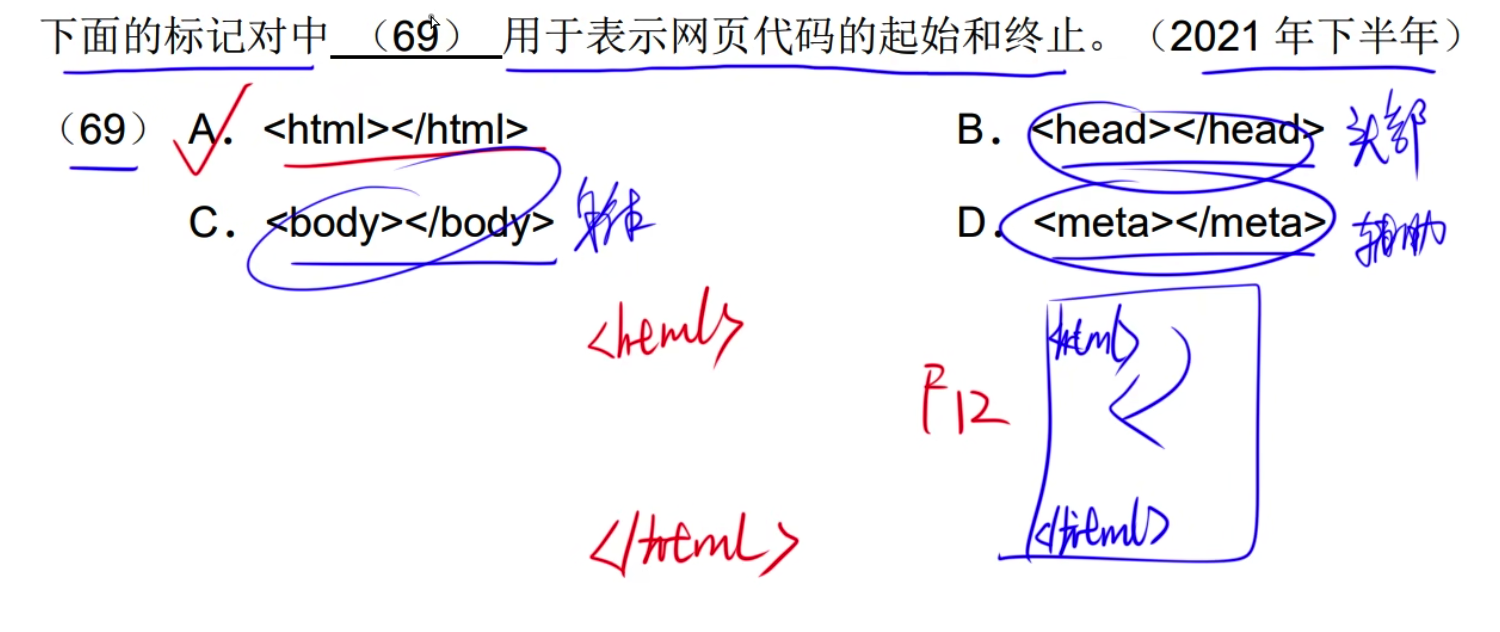 下面的标记对中 （69） 用于表示网页代码的起始和终止。（2021 年下半年）
（69） A． <html></html> B． <head></head> 头部
C． <body></body> 身体 D． <meta></meta> 辅助
<html> <html>
F12
</html> </html>